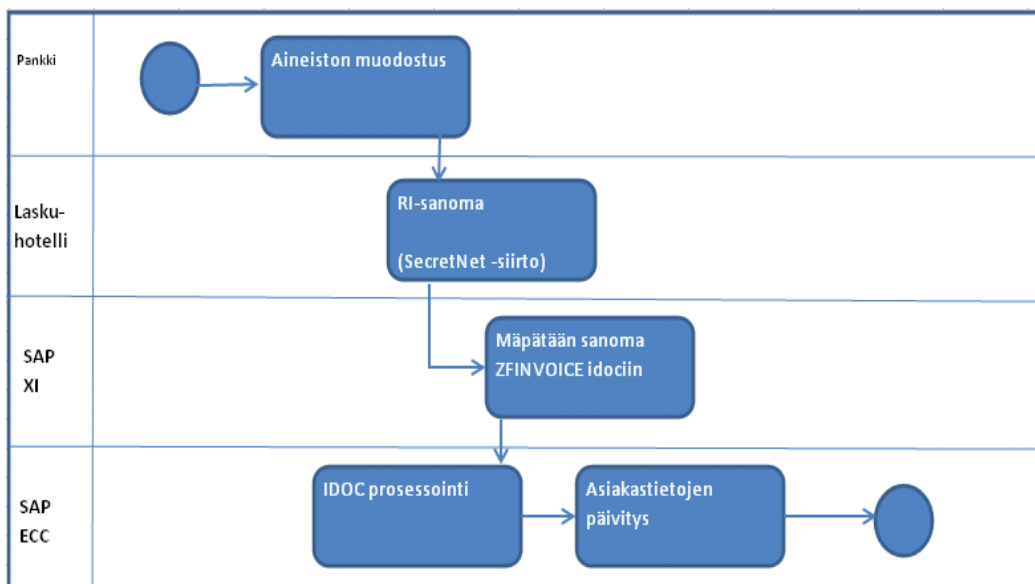 Pankki
Aineiston muodostus
Lasku-
hotelli
RI-sanoma
(SecretNet -siirto)
SAP
XI
Mäpätään sanoma
ZFINVOICE idociin
SAP
ECC
IDOC prosessointi
Asiakastietojen
päivitys